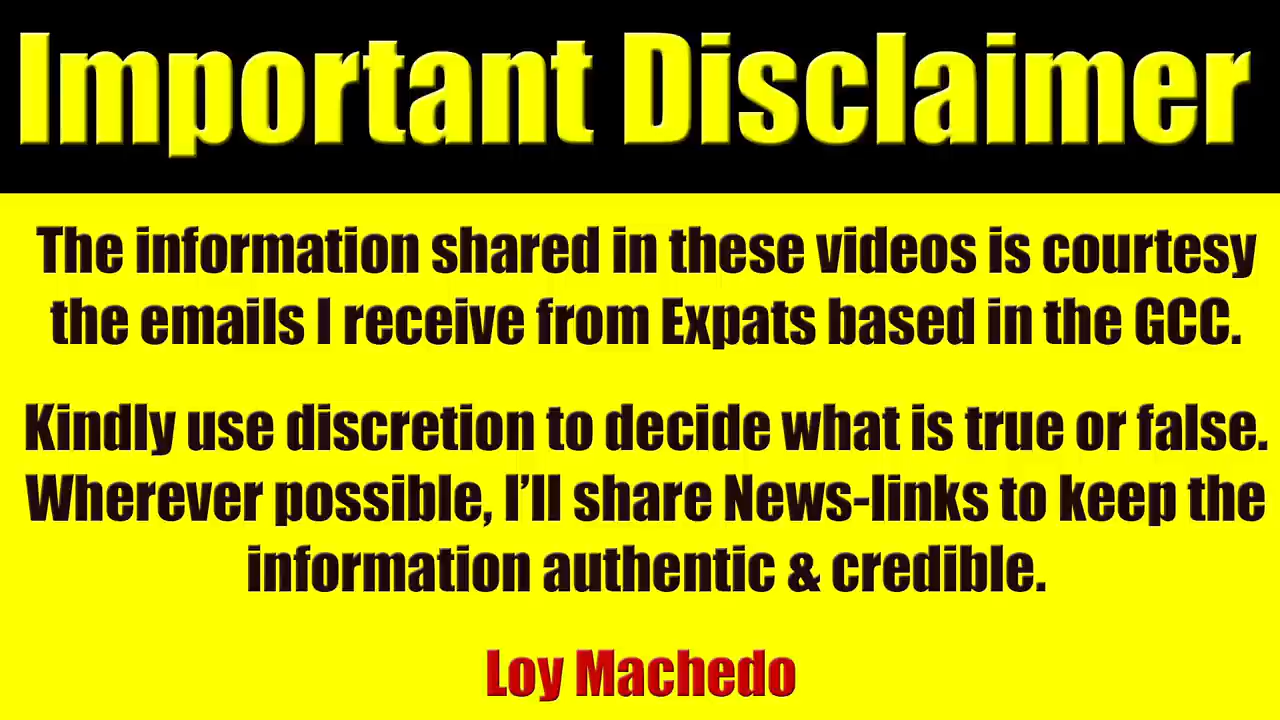 Important Disclaimer
The information shared in these videos is courtesy
the emails I receive from Expats based in the GCC.
Kindly use discretion to decide what is true or false.
Wherever possible, I'll share News-links to keep the
information authentic & credible.
Loy Machedo